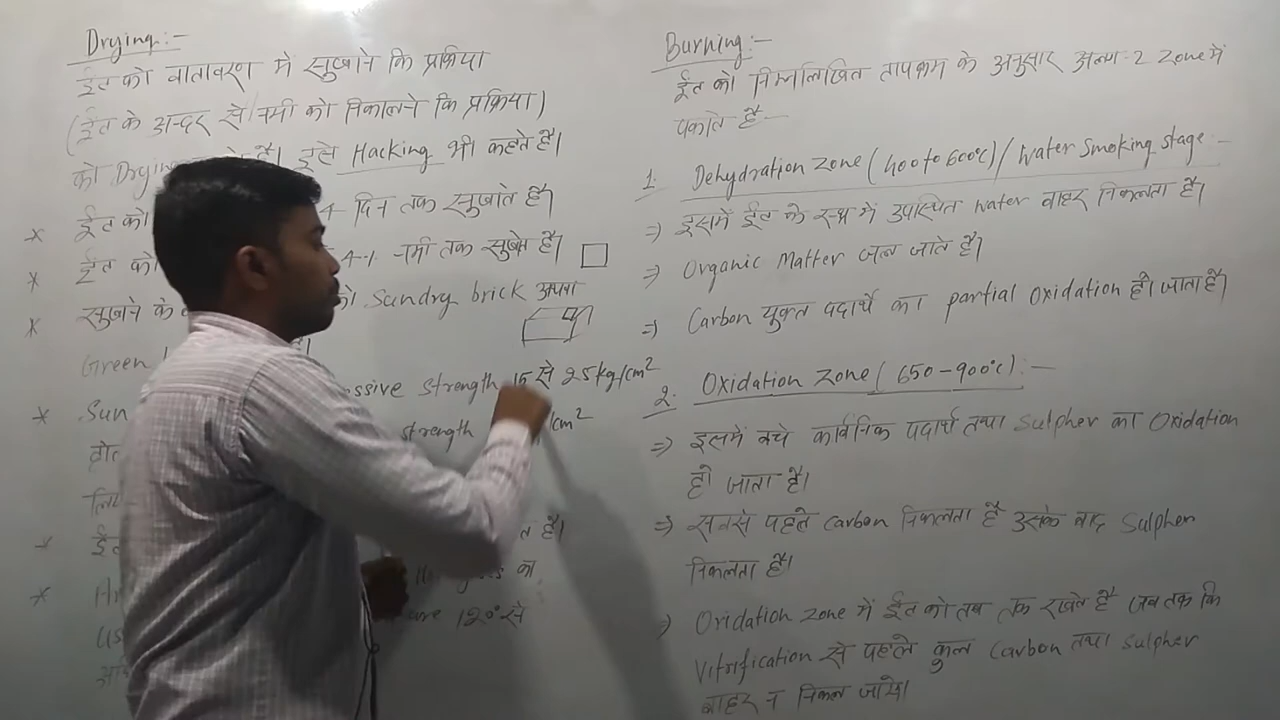 Drying:-
ईंट को वातावरण में सुखाने कि प्रक्रिया
(ईंट के अन्दर से नमी को निकालने कि प्रक्रिया)
को Drying है। इसे Hacking भी कहते है।
* ईंट को 4 दिन तक सुखाते है।
* ईंट को 4-1. नमी तक सुखते है।
* सुखाने के को Sundry brick अथवा
Green
* Sun ssive strength 15 से 25kg/cm²
strength /cm²
* ईंट त है।
* का
ure 120° से
Burning:-
ईंट को निम्नलिखित तापक्रम के अनुसार अलग-2 Zone में
पकाते है-
1. Dehydration Zone (400 to 600°c) / Water Smoking Stage:-
=> इसमें ईंट के रन्ध्र में उपस्थित water बाहर निकलता है।
=> Organic Matter जल जाते है।
=> Carbon युक्त पदार्थ का partial Oxidation हो जाता है।
2. Oxidation Zone (650-900°c):-
=> इसमें बचे कार्बनिक पदार्थ तथा Sulpher का Oxidation
हो जाता है।
=> सबसे पहले Carbon निकलता है उसके बाद Sulpher
निकलता है।
=> Oxidation Zone में ईंट को तब तक रखते है जब तक कि
Vitrification से पहले कुल Carbon तथा Sulpher
बाहर न निकल जाये।